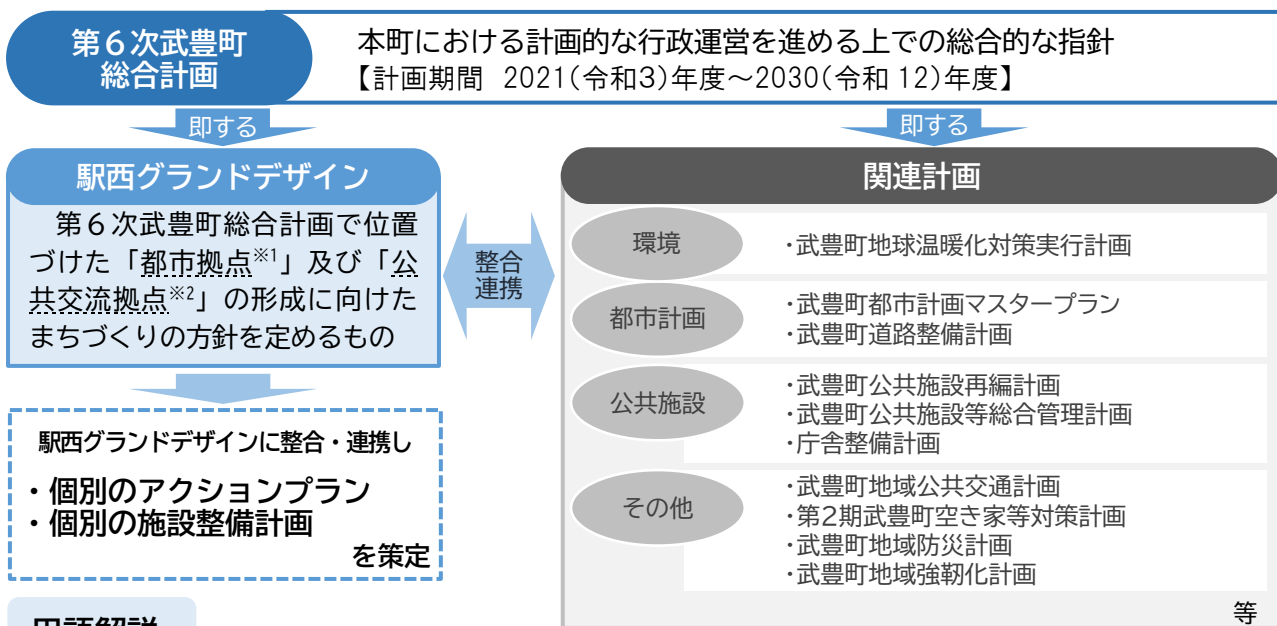 第6次武豊町
総合計画
本町における計画的な行政運営を進める上での総合的な指針
【計画期間 2021(令和3)年度～2030(令和12)年度】
即する
即する
駅西グランドデザイン
第6次武豊町総合計画で位置
づけた「都市拠点※1」及び「公
共交流拠点※2」の形成に向けた
まちづくりの方針を定めるもの
整合
連携
駅西グランドデザインに整合・連携し
・個別のアクションプラン
・個別の施設整備計画
を策定
関連計画
環境
・武豊町地球温暖化対策実行計画
都市計画
・武豊町都市計画マスタープラン
・武豊町道路整備計画
公共施設
・武豊町公共施設再編計画
・武豊町公共施設等総合管理計画
・庁舎整備計画
その他
・武豊町地域公共交通計画
・第2期武豊町空き家等対策計画
・武豊町地域防災計画
・武豊町地域強靭化計画
等
用語解説